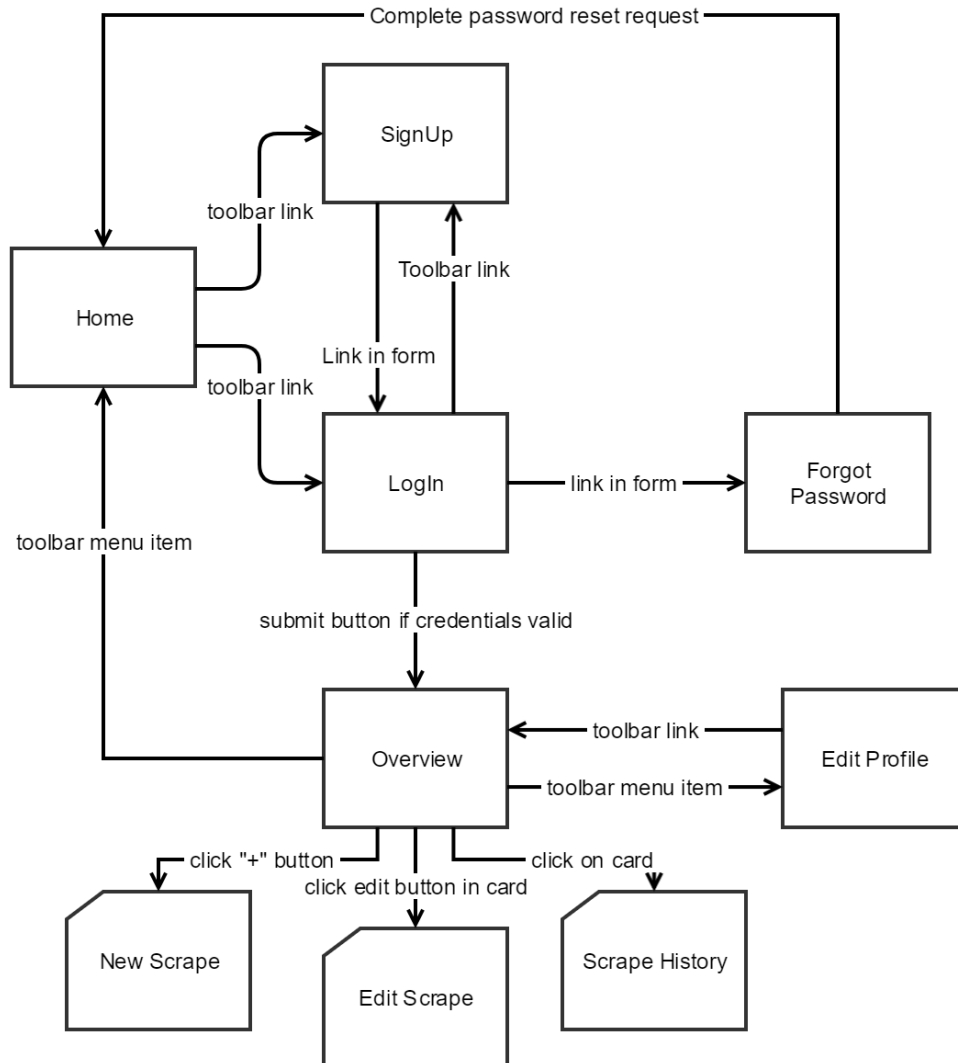 Complete password reset request
SignUp
toolbar link
Toolbar link
Home
Link in form
toolbar link
LogIn
link in form
Forgot
Password
toolbar menu item
submit button if credentials valid
toolbar link
Overview
Edit Profile
toolbar menu item
click "+" button
click on card
click edit button in card
New Scrape
Scrape History
Edit Scrape